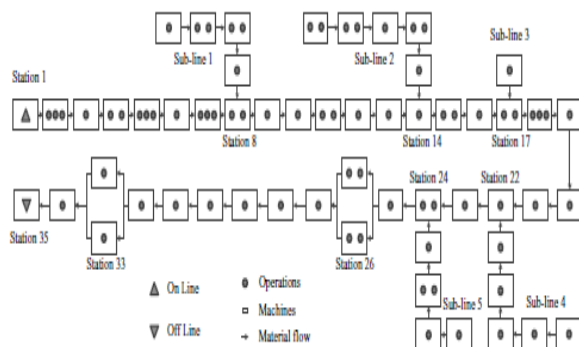 Sub-line 1
Sub-line 2
Sub-line 3
Station 1
Station 8
Station 14
Station 17
Station 24
Station 22
Station 35
Station 33
Station 26
Sub-line 5
Sub-line 4
On Line
Off Line
Operations
Machines
Material flow